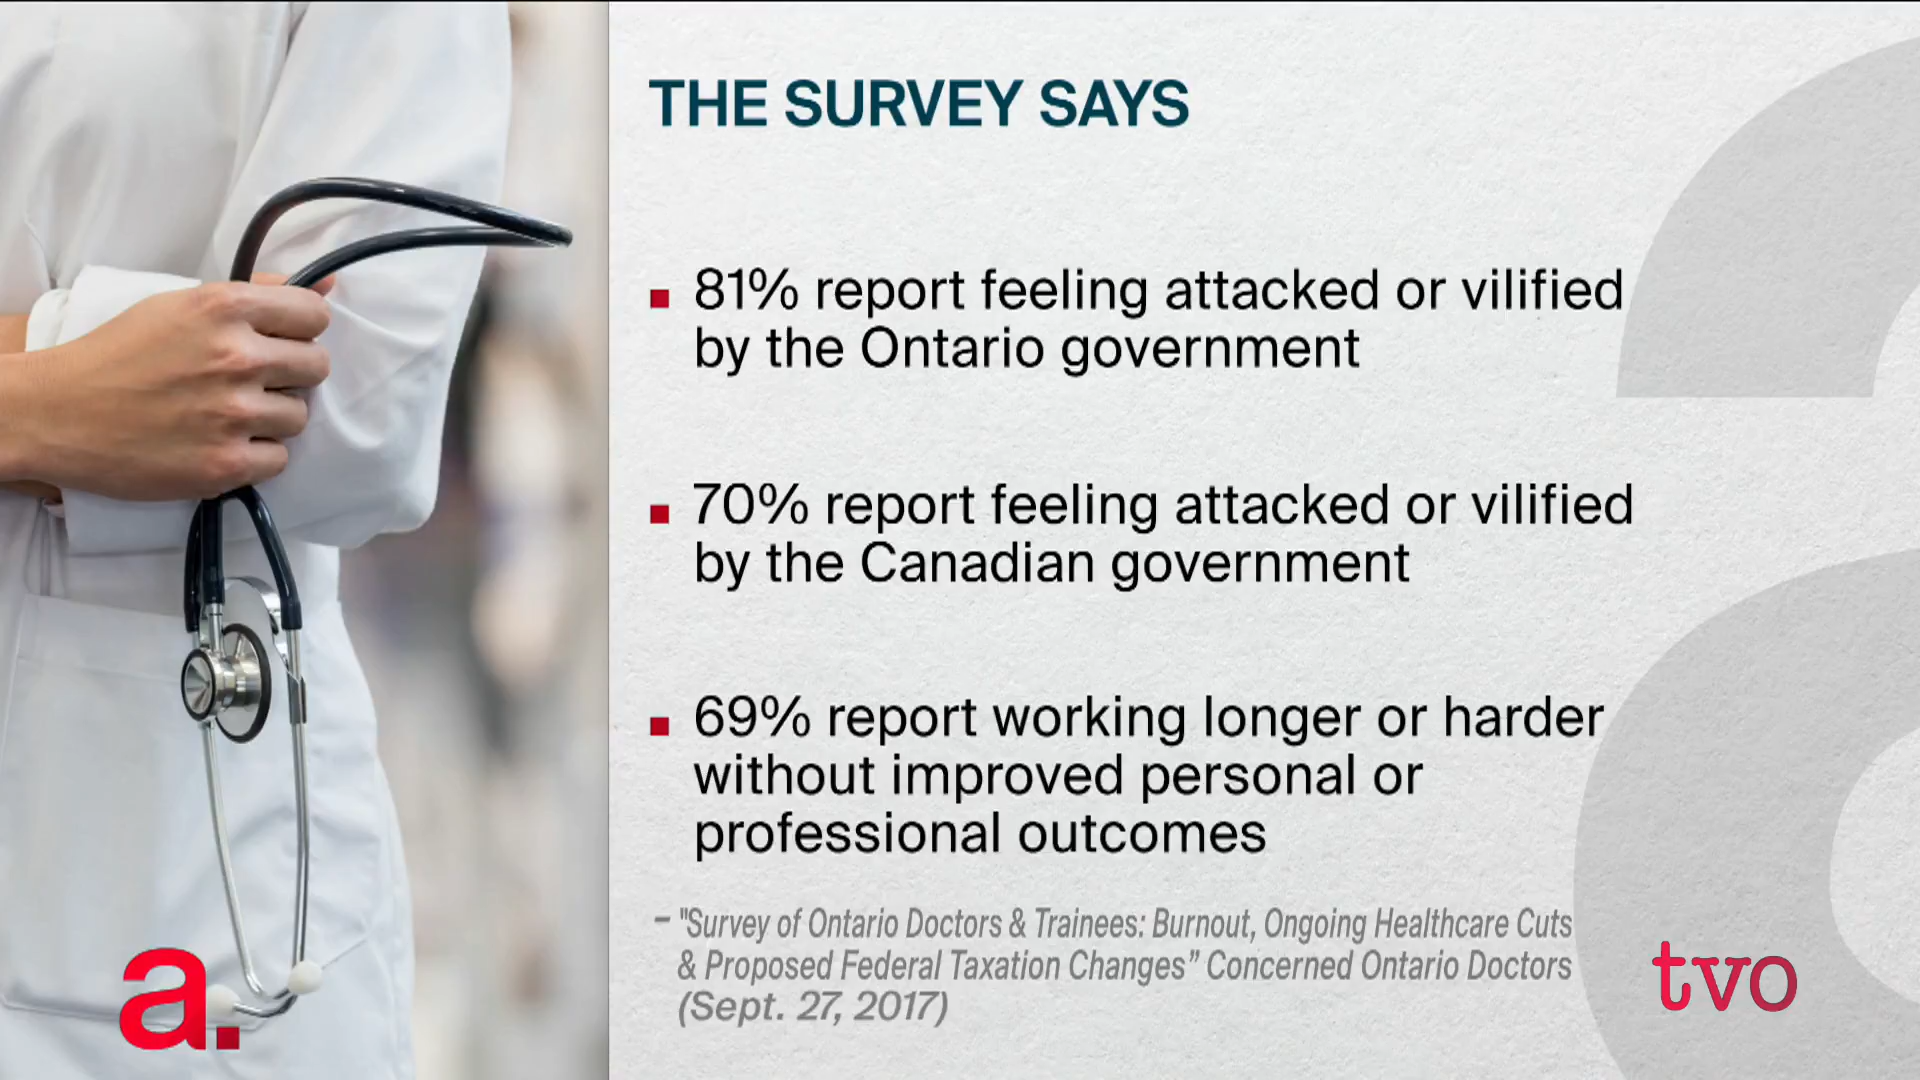 THE SURVEY SAYS
81% report feeling attacked or vilified
by the Ontario government
70% report feeling attacked or vilified
by the Canadian government
69% report working longer or harder
without improved personal or
professional outcomes
– "Survey of Ontario Doctors & Trainees: Burnout, Ongoing Healthcare Cuts
& Proposed Federal Taxation Changes” Concerned Ontario Doctors
(Sept. 27, 2017)
a.
tvo